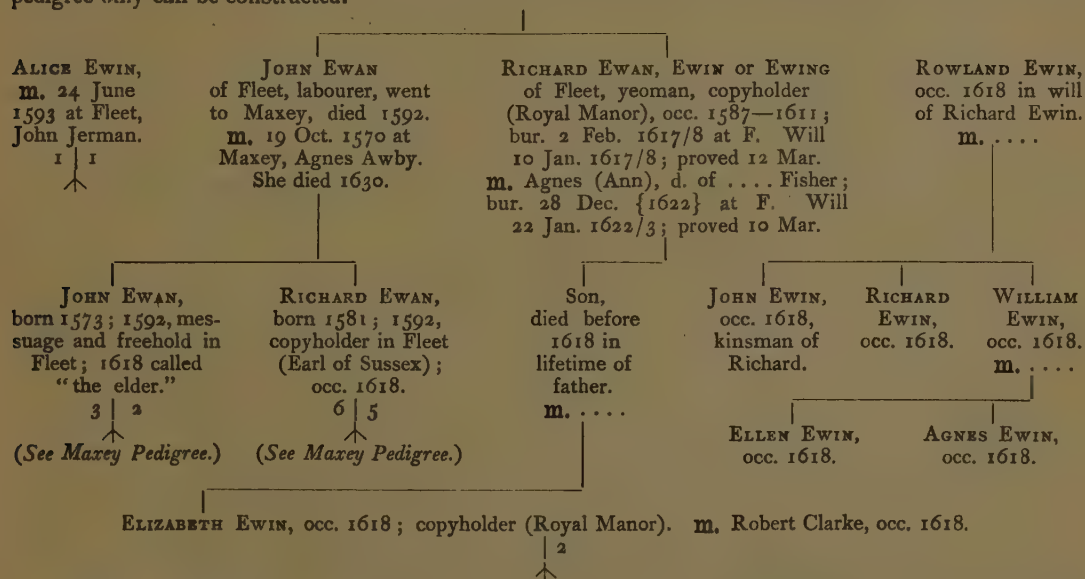 pedigree only can be constructed.
ALICE EWIN,
m. 24 June
1593 at Fleet,
John Jerman.
1 1
JOHN EWAN
of Fleet, labourer, went
to Maxey, died 1592.
m. 19 Oct. 1570 at
Maxey, Agnes Awby.
She died 1630.
RICHARD EWAN, EWIN or EWING
of Fleet, yeoman, copyholder
(Royal Manor), occ. 1587—1611;
bur. 2 Feb. 1617/8 at F. Will
10 Jan. 1617/8; proved 12 Mar.
m. Agnes (Ann), d. of .... Fisher;
bur. 28 Dec. {1622} at F. Will
22 Jan. 1622/3; proved 10 Mar.
ROWLAND EWIN,
occ. 1618 in will
of Richard Ewin.
m. ....
JOHN EWAN,
born 1573; 1592, mes-
suage and freehold in
Fleet; 1618 called
"the elder."
3 2
(See Maxey Pedigree.)
RICHARD EWAN,
born 1581; 1592,
copyholder in Fleet
(Earl of Sussex);
occ. 1618.
6 5
(See Maxey Pedigree.)
Son,
died before
1618 in
lifetime of
father.
m. ....
JOHN EWIN,
occ. 1618,
kinsman of
Richard.
RICHARD
EWIN,
occ. 1618.
WILLIAM
EWIN,
occ. 1618.
m. ....
ELLEN EWIN,
occ. 1618.
AGNES EWIN,
occ. 1618.
ELIZABETH EWIN, occ. 1618; copyholder (Royal Manor). m. Robert Clarke, occ. 1618.
2